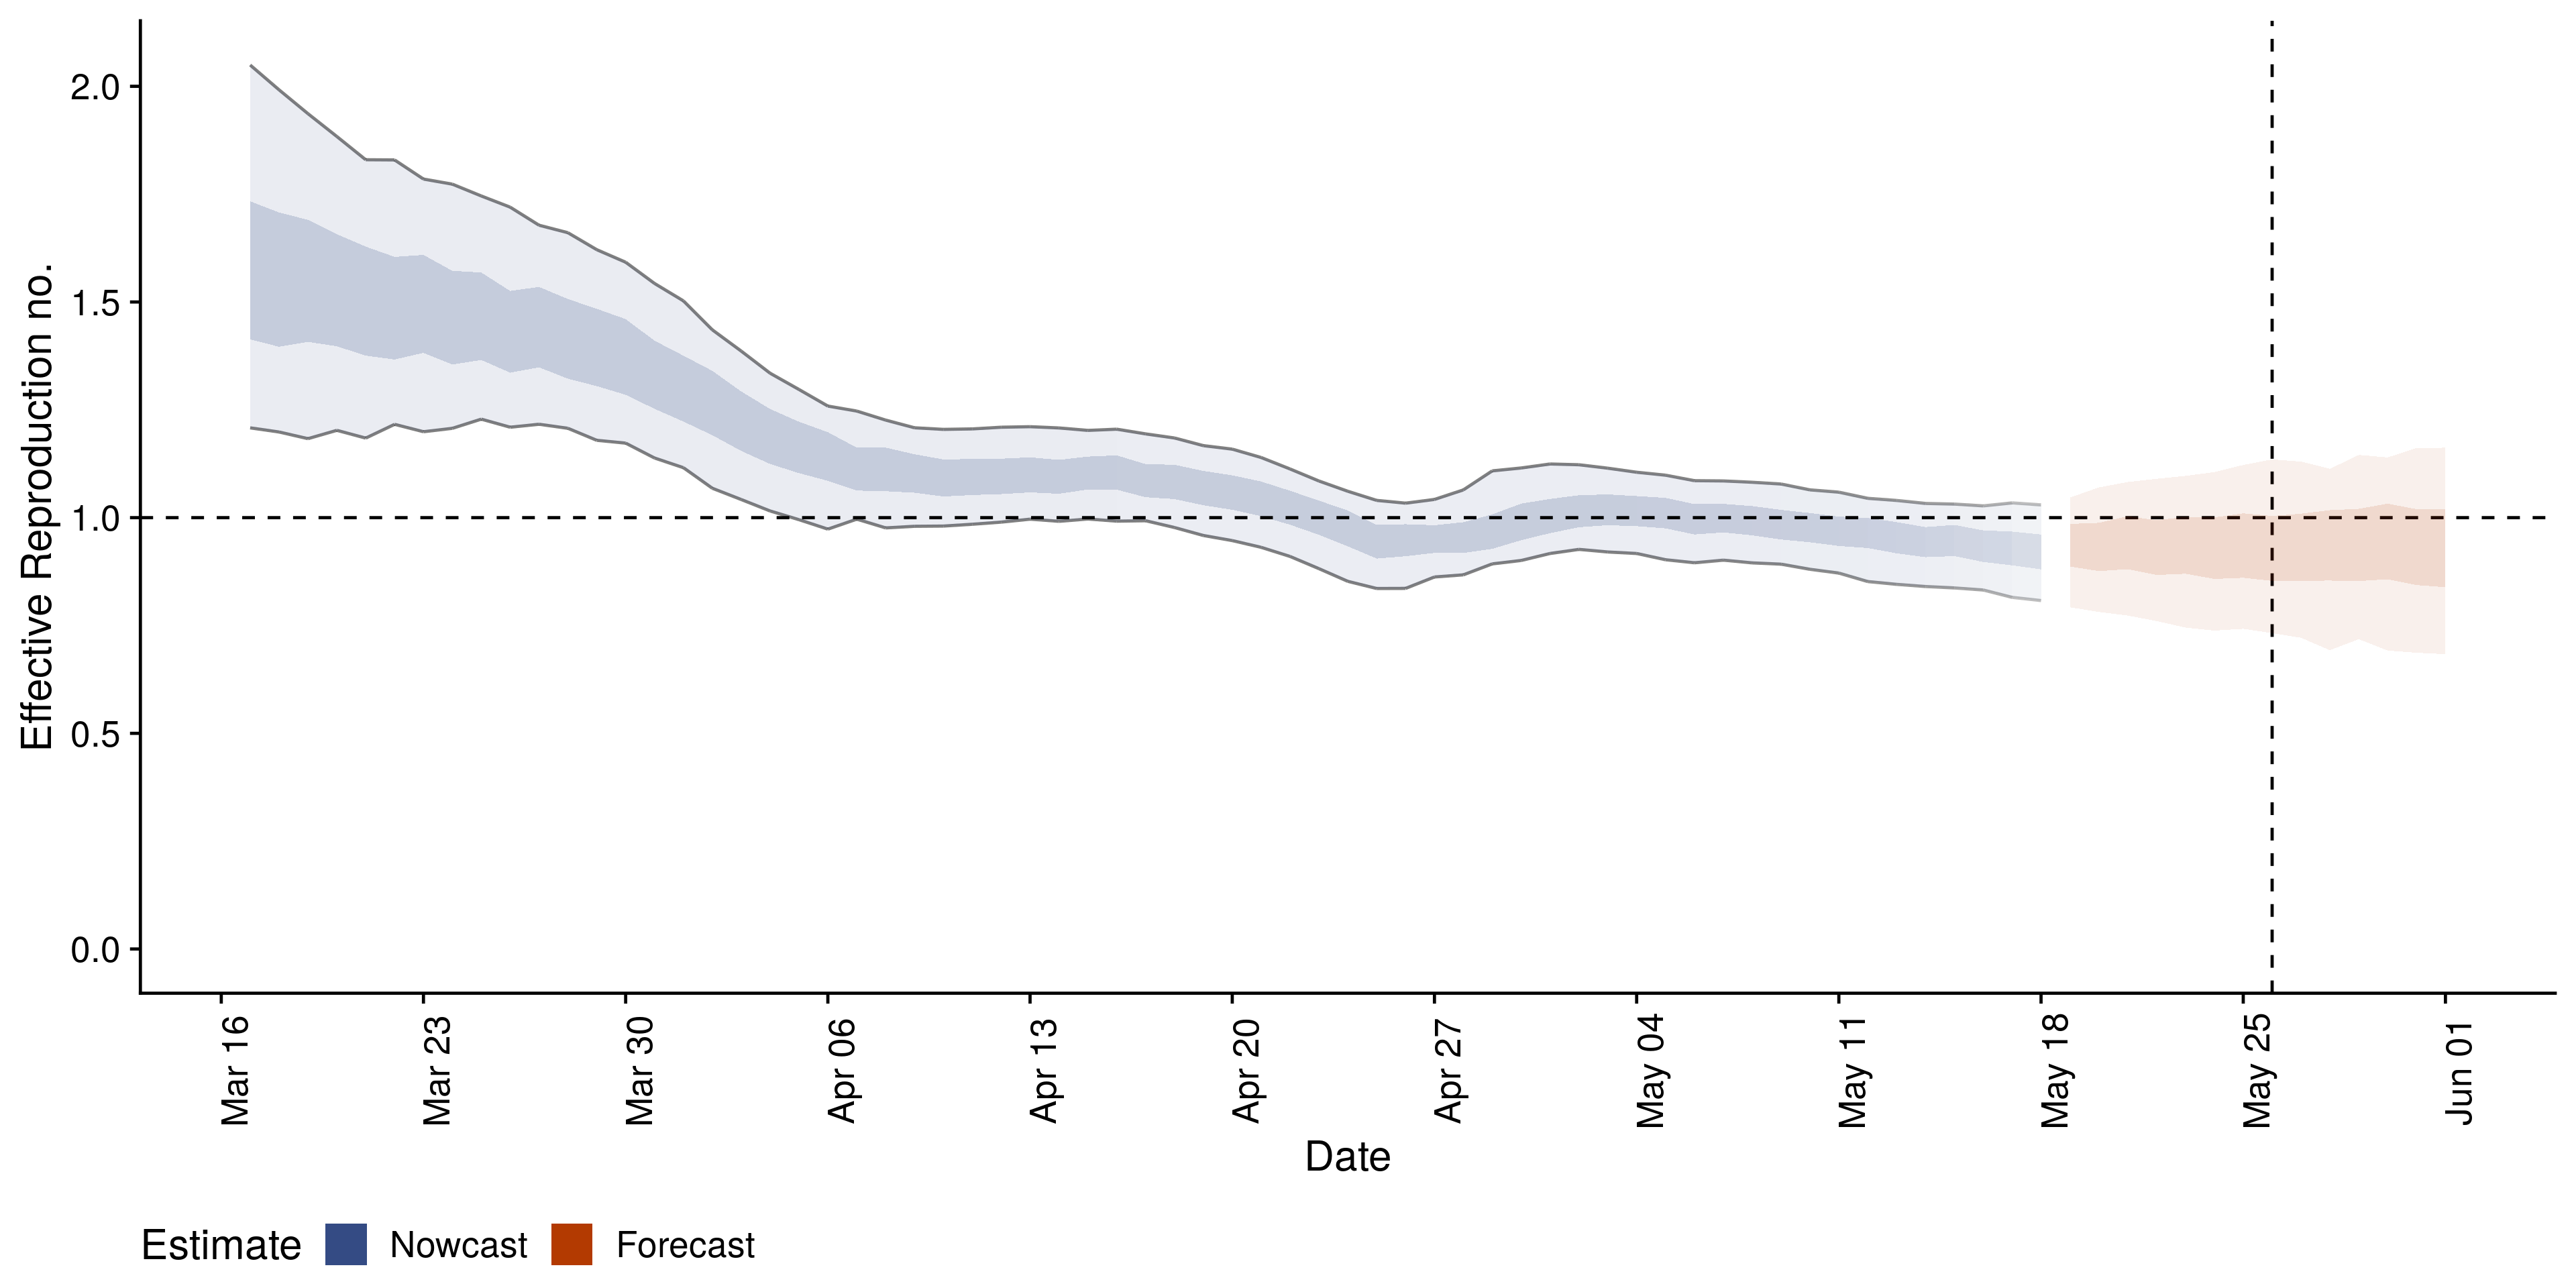 Effective Reproduction no.
2.0
1.5
1.0
0.5
0.0
Mar 16
Mar 23
Mar 30
Apr 06
Apr 13
Apr 20
Apr 27
May 04
May 11
May 18
May 25
Jun 01
Date
Estimate Nowcast Forecast